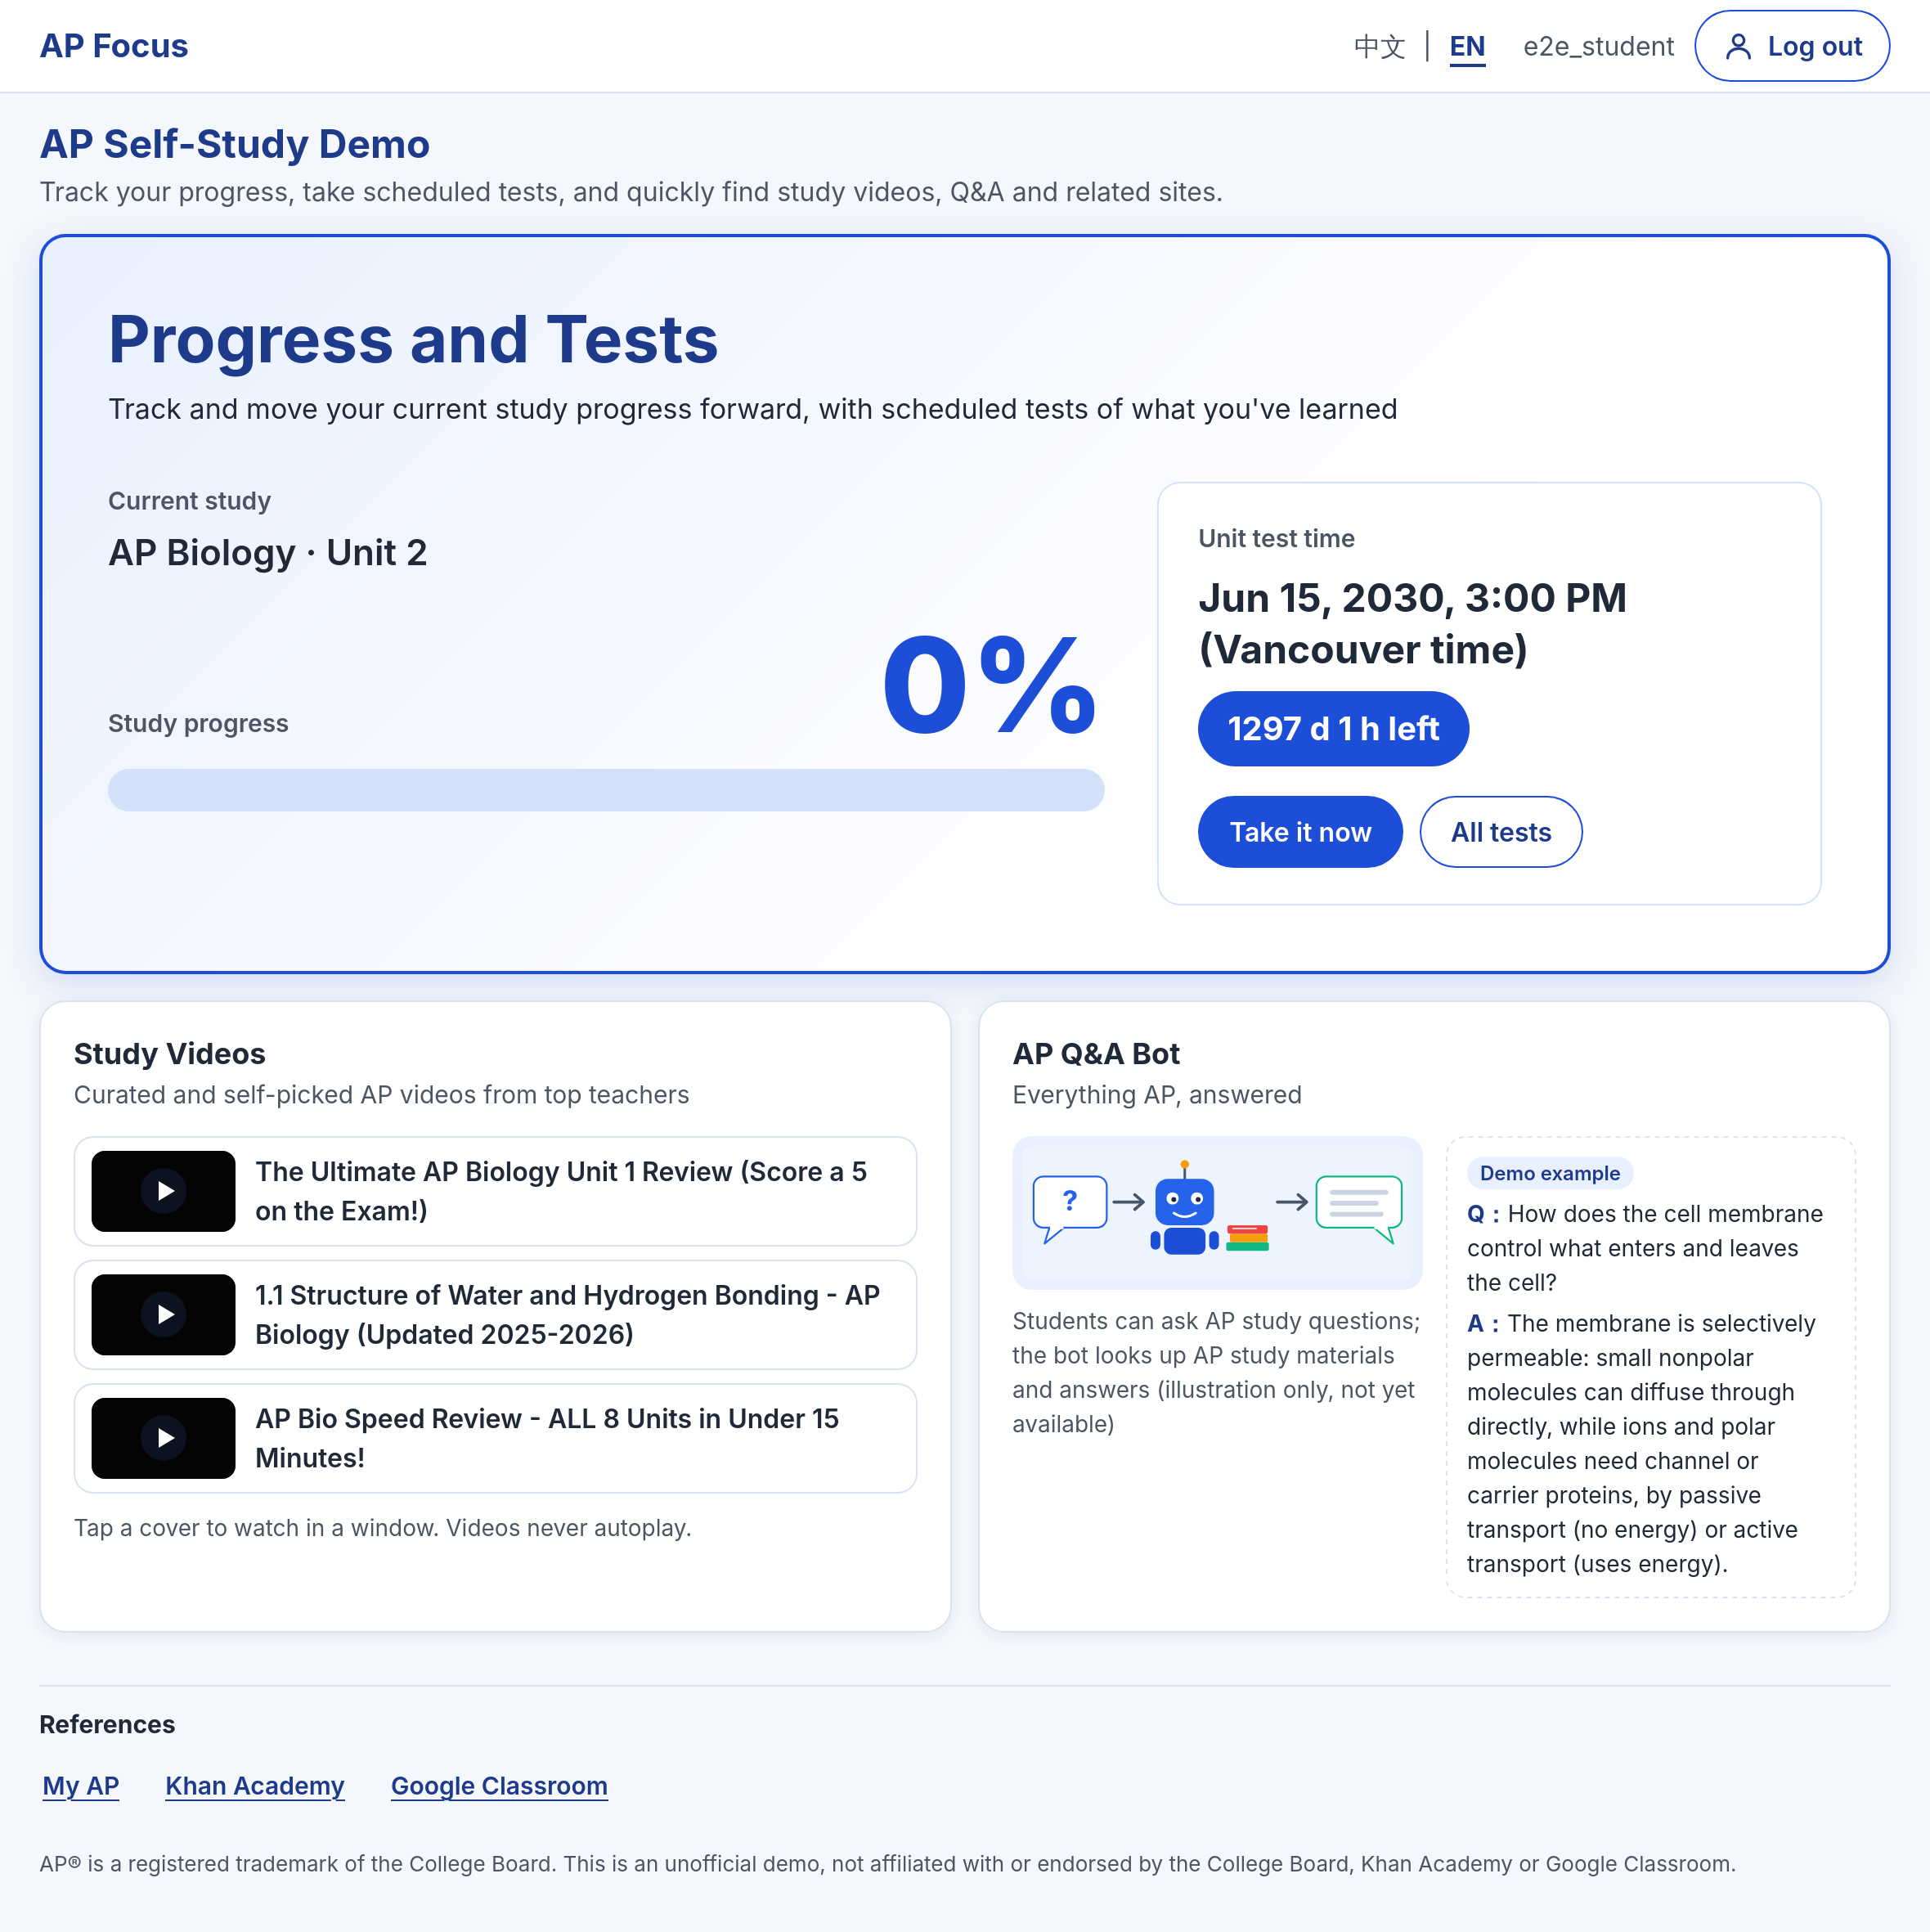 AP Focus
中文 | EN e2e_student Log out
AP Self-Study Demo
Track your progress, take scheduled tests, and quickly find study videos, Q&A and related sites.
Progress and Tests
Track and move your current study progress forward, with scheduled tests of what you've learned
Current study
AP Biology · Unit 2
Study progress
0%
Unit test time
Jun 15, 2030, 3:00 PM
(Vancouver time)
1297 d 1 h left
Take it now
All tests
Study Videos
Curated and self-picked AP videos from top teachers
The Ultimate AP Biology Unit 1 Review (Score a 5
on the Exam!)
1.1 Structure of Water and Hydrogen Bonding - AP
Biology (Updated 2025-2026)
AP Bio Speed Review - ALL 8 Units in Under 15
Minutes!
Tap a cover to watch in a window. Videos never autoplay.
AP Q&A Bot
Everything AP, answered
?
Students can ask AP study questions;
the bot looks up AP study materials
and answers (illustration only, not yet
available)
Demo example
Q：How does the cell membrane
control what enters and leaves
the cell?
A：The membrane is selectively
permeable: small nonpolar
molecules can diffuse through
directly, while ions and polar
molecules need channel or
carrier proteins, by passive
transport (no energy) or active
transport (uses energy).
References
My AP
Khan Academy
Google Classroom
AP® is a registered trademark of the College Board. This is an unofficial demo, not affiliated with or endorsed by the College Board, Khan Academy or Google Classroom.